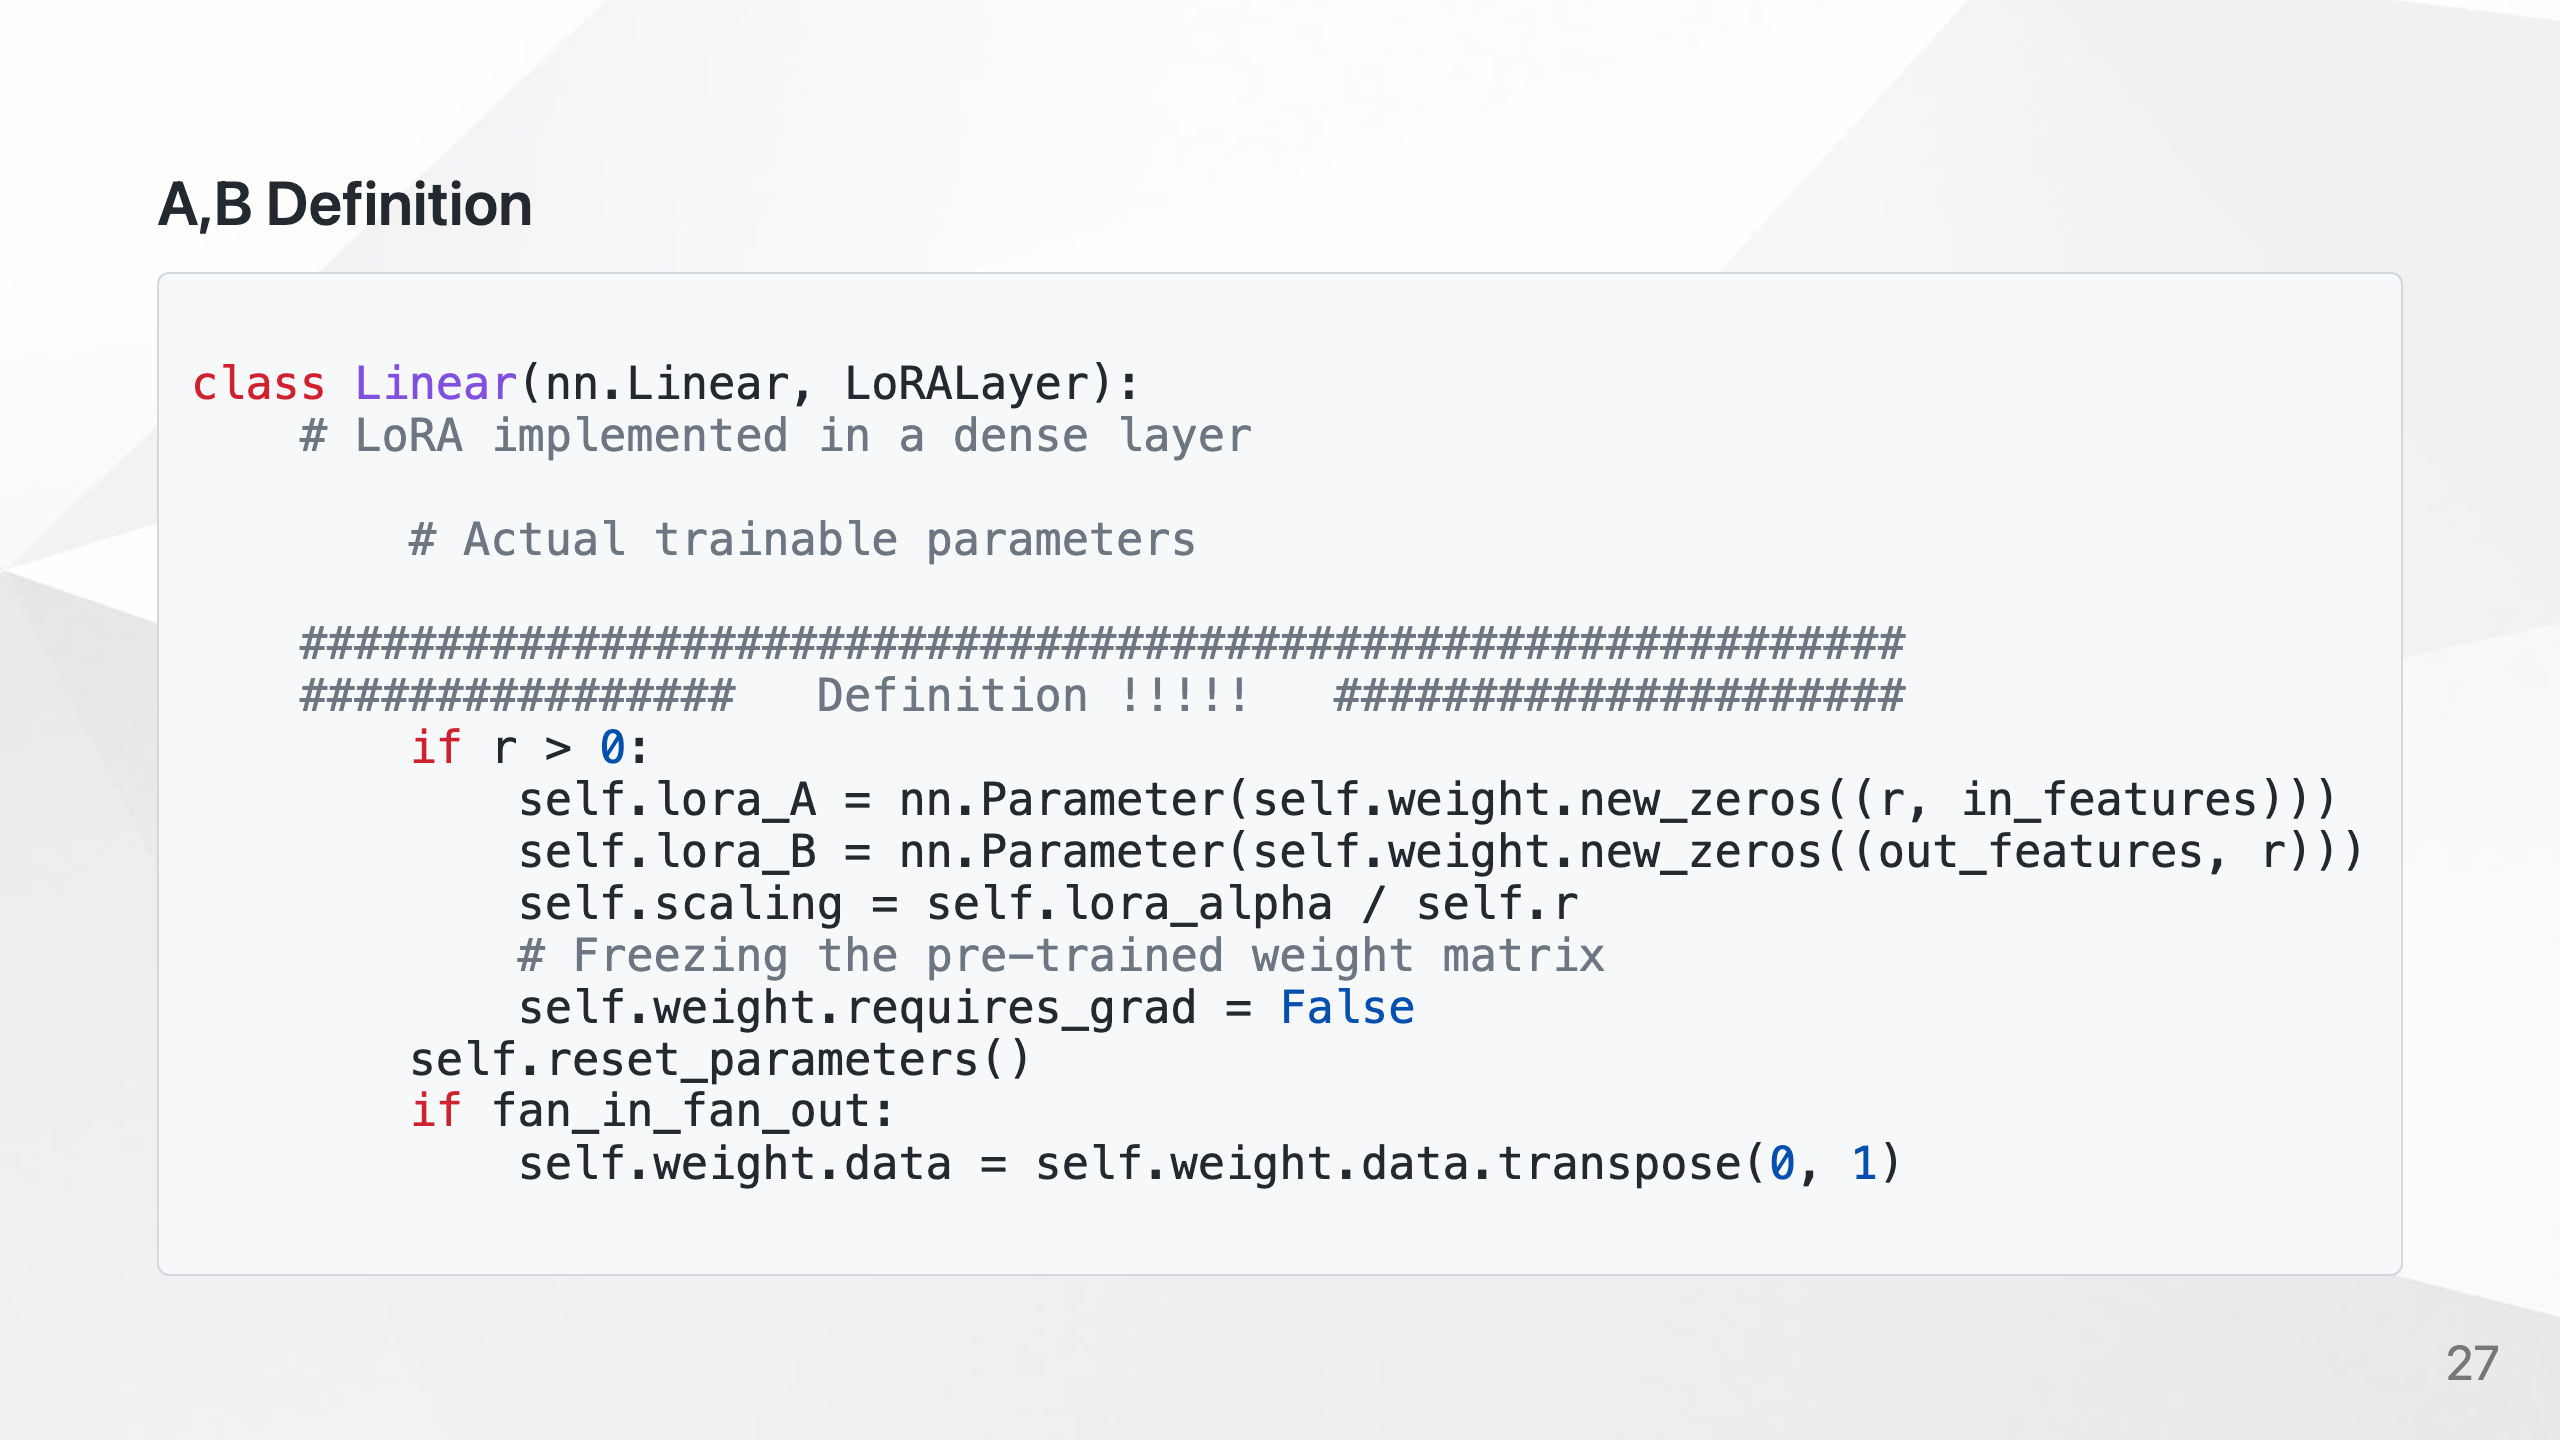 A,B Definition
class Linear(nn.Linear, LoRALayer):
# LoRA implemented in a dense layer
# Actual trainable parameters
###########################################################
################   Definition !!!!!   #####################
if r > 0:
self.lora_A = nn.Parameter(self.weight.new_zeros((r, in_features)))
self.lora_B = nn.Parameter(self.weight.new_zeros((out_features, r)))
self.scaling = self.lora_alpha / self.r
# Freezing the pre-trained weight matrix
self.weight.requires_grad = False
self.reset_parameters()
if fan_in_fan_out:
self.weight.data = self.weight.data.transpose(0, 1)
27